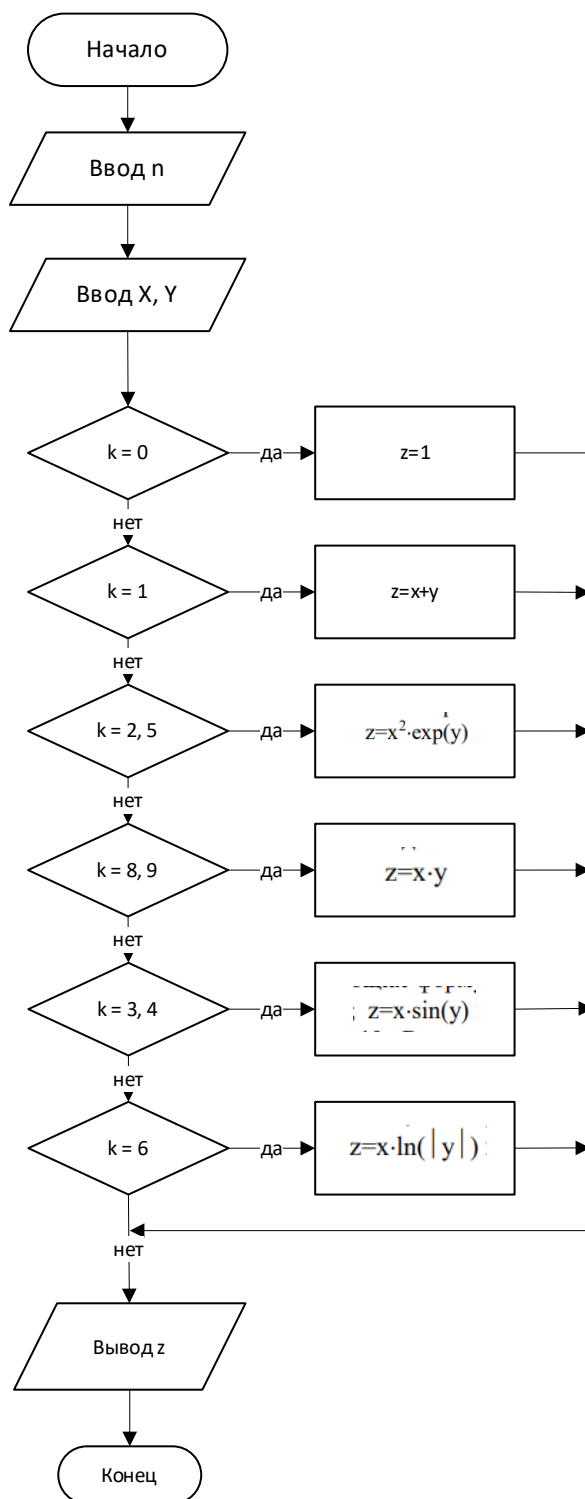 Начало
Ввод n
Ввод X, Y
k = 0
да
z=1
нет
k = 1
да
z=x+y
нет
k = 2, 5
да
z=x²·exp(y)
нет
k = 8, 9
да
z=x·y
нет
k = 3, 4
да
; z=x·sin(y)
нет
k = 6
да
z=x·ln(|y|)
нет
Вывод z
Конец